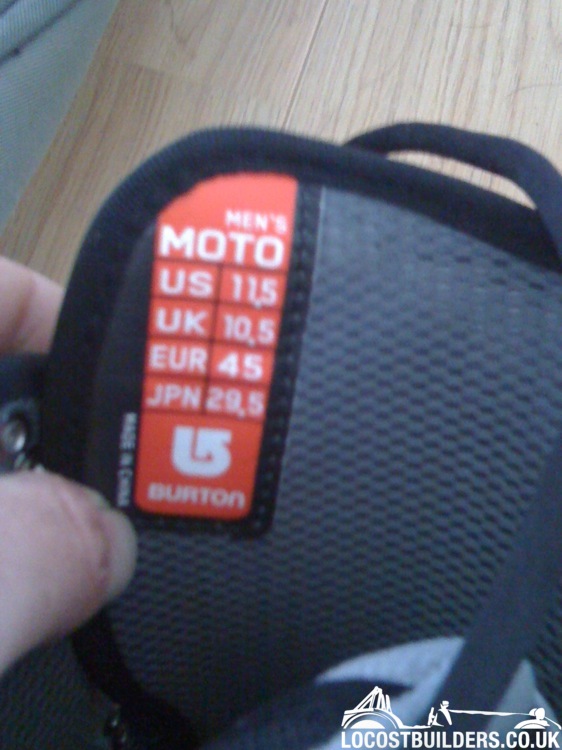 MEN'S
MOTO
US 11,5
UK 10,5
EUR 45
JPN 29,5
BURTON
MADE IN CHINA
LOCOSTBUILDERS.CO.UK